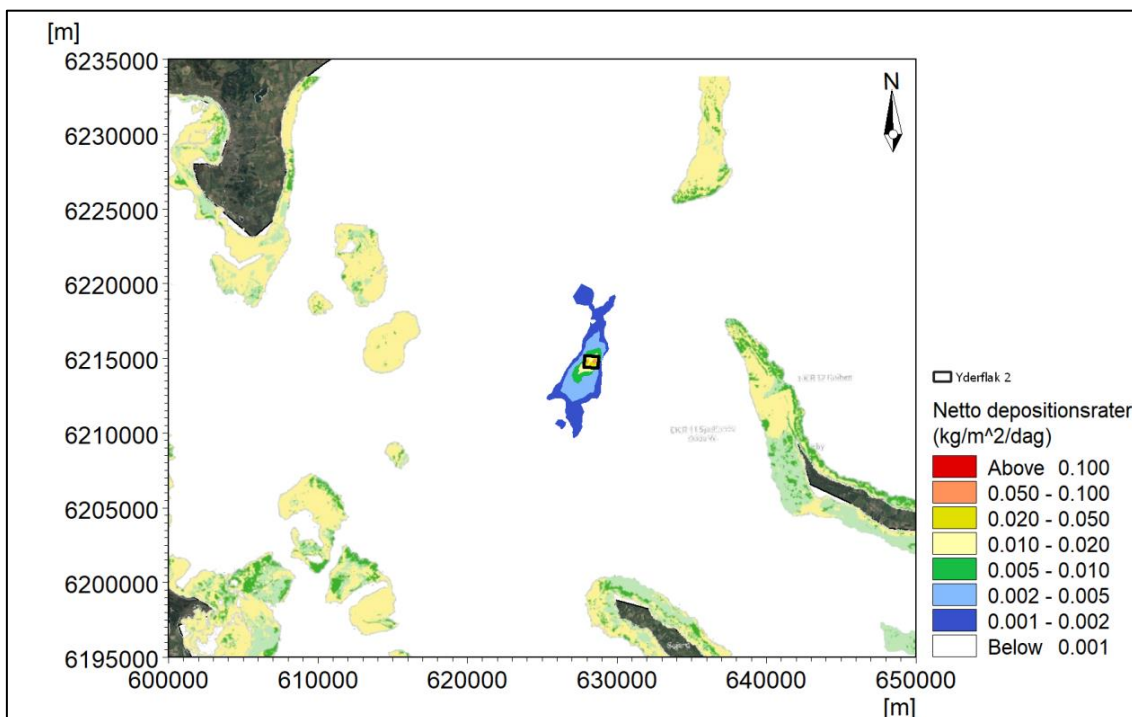 [m]
6235000
6230000
6225000
6220000
6215000
6210000
6205000
6200000
6195000
600000 610000 620000 630000 640000 650000
[m]
N
Yderflak 2
Netto depositionsrater
(kg/m^2/dag)
Above 0.100
0.050 - 0.100
0.020 - 0.050
0.010 - 0.020
0.005 - 0.010
0.002 - 0.005
0.001 - 0.002
Below 0.001